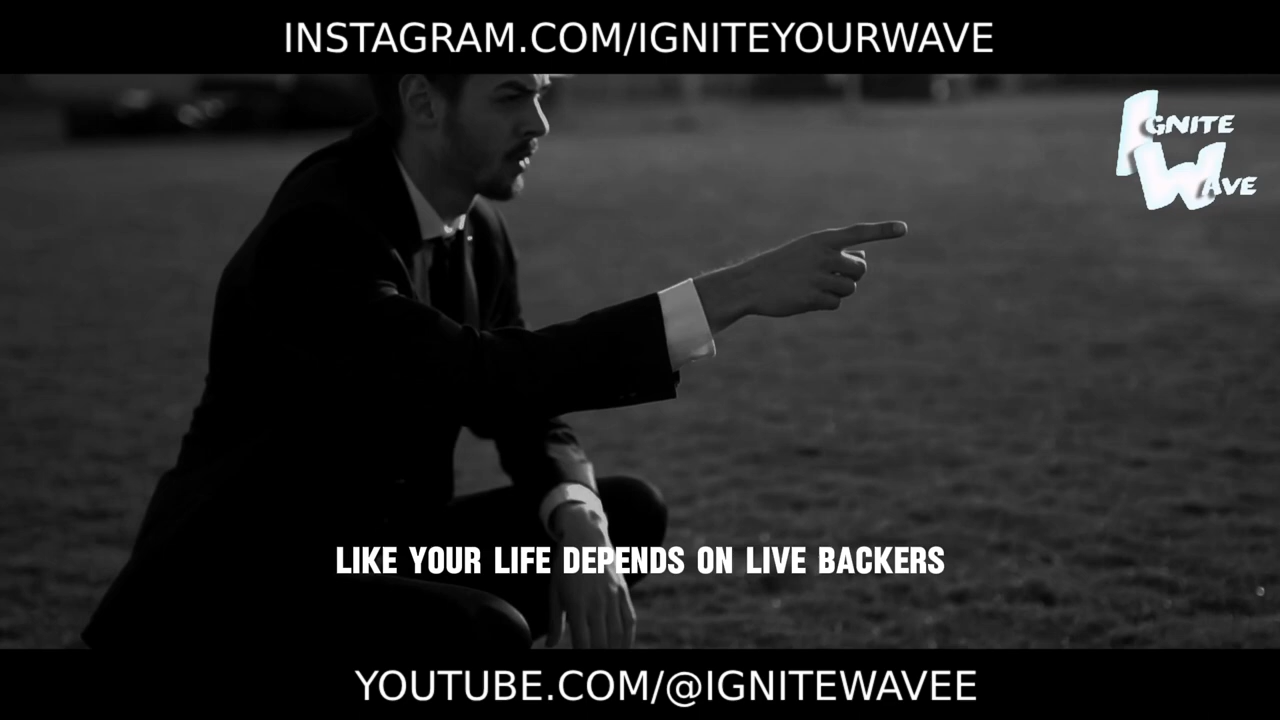 INSTAGRAM.COM/IGNITEYOURWAVE
IGNITE
WAVE
LIKE YOUR LIFE DEPENDS ON LIVE BACKERS
YOUTUBE.COM/@IGNITEWAVEE